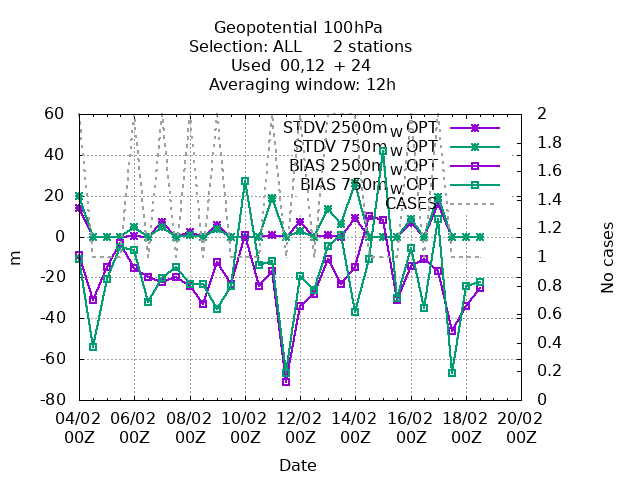 Geopotential 100hPa
Selection: ALL 2 stations
Used 00,12 + 24
Averaging window: 12h
60
40
20
0
-20
-40
-60
-80
m
STDV 2500m_w OPT
STDV 750m_w OPT
BIAS 2500m_w OPT
BIAS 750m_w OPT
CASES
2
1.8
1.6
1.4
1.2
1
0.8
0.6
0.4
0.2
0
No cases
04/02 06/02 08/02 10/02 12/02 14/02 16/02 18/02 20/02
00Z 00Z 00Z 00Z 00Z 00Z 00Z 00Z 00Z
Date